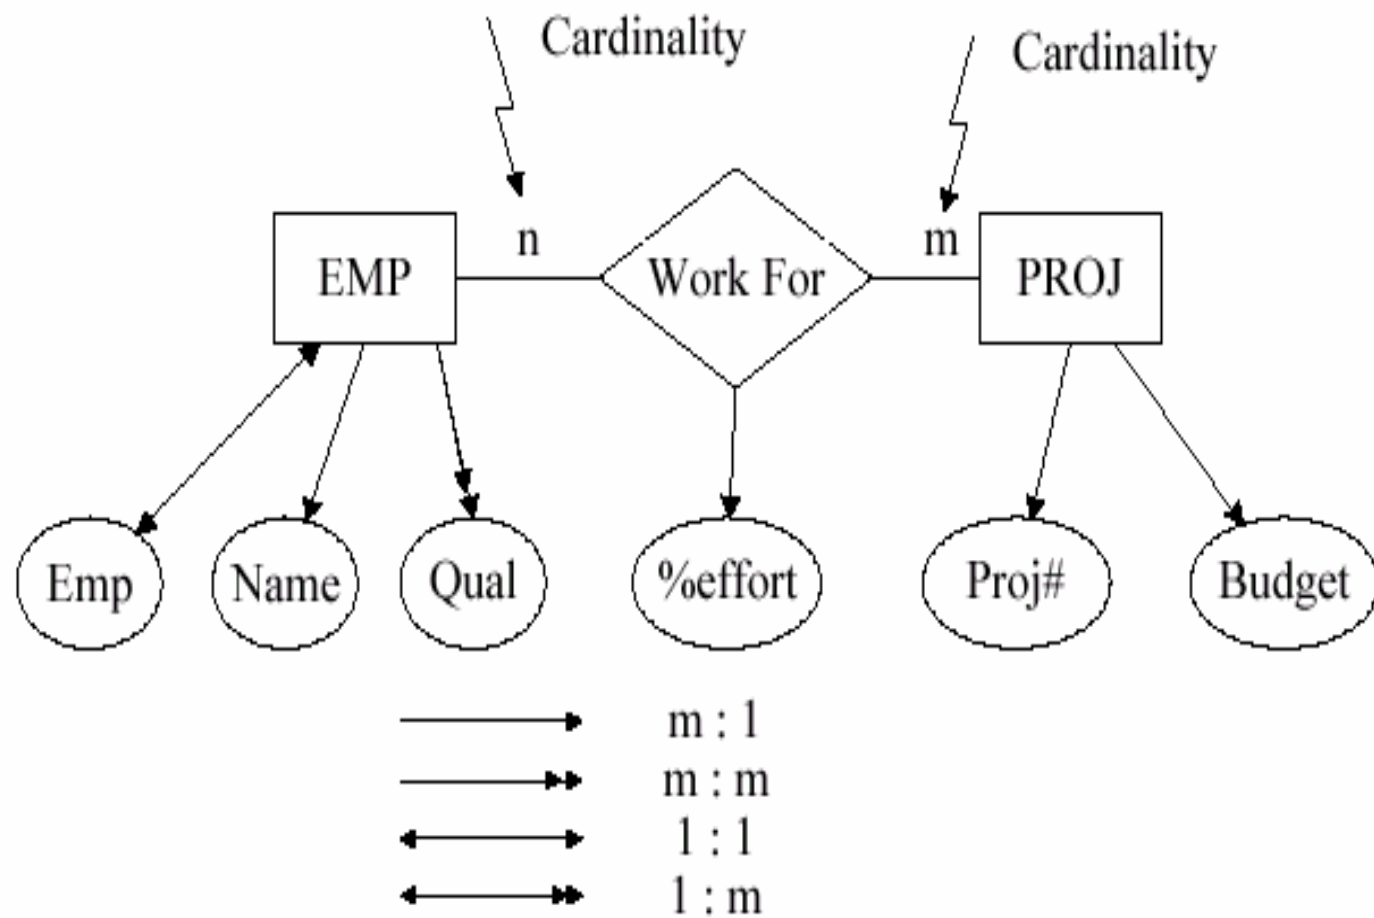 Cardinality
Cardinality
n
m
EMP
Work For
PROJ
Emp
Name
Qual
%effort
Proj#
Budget
m : 1
m : m
1 : 1
1 : m